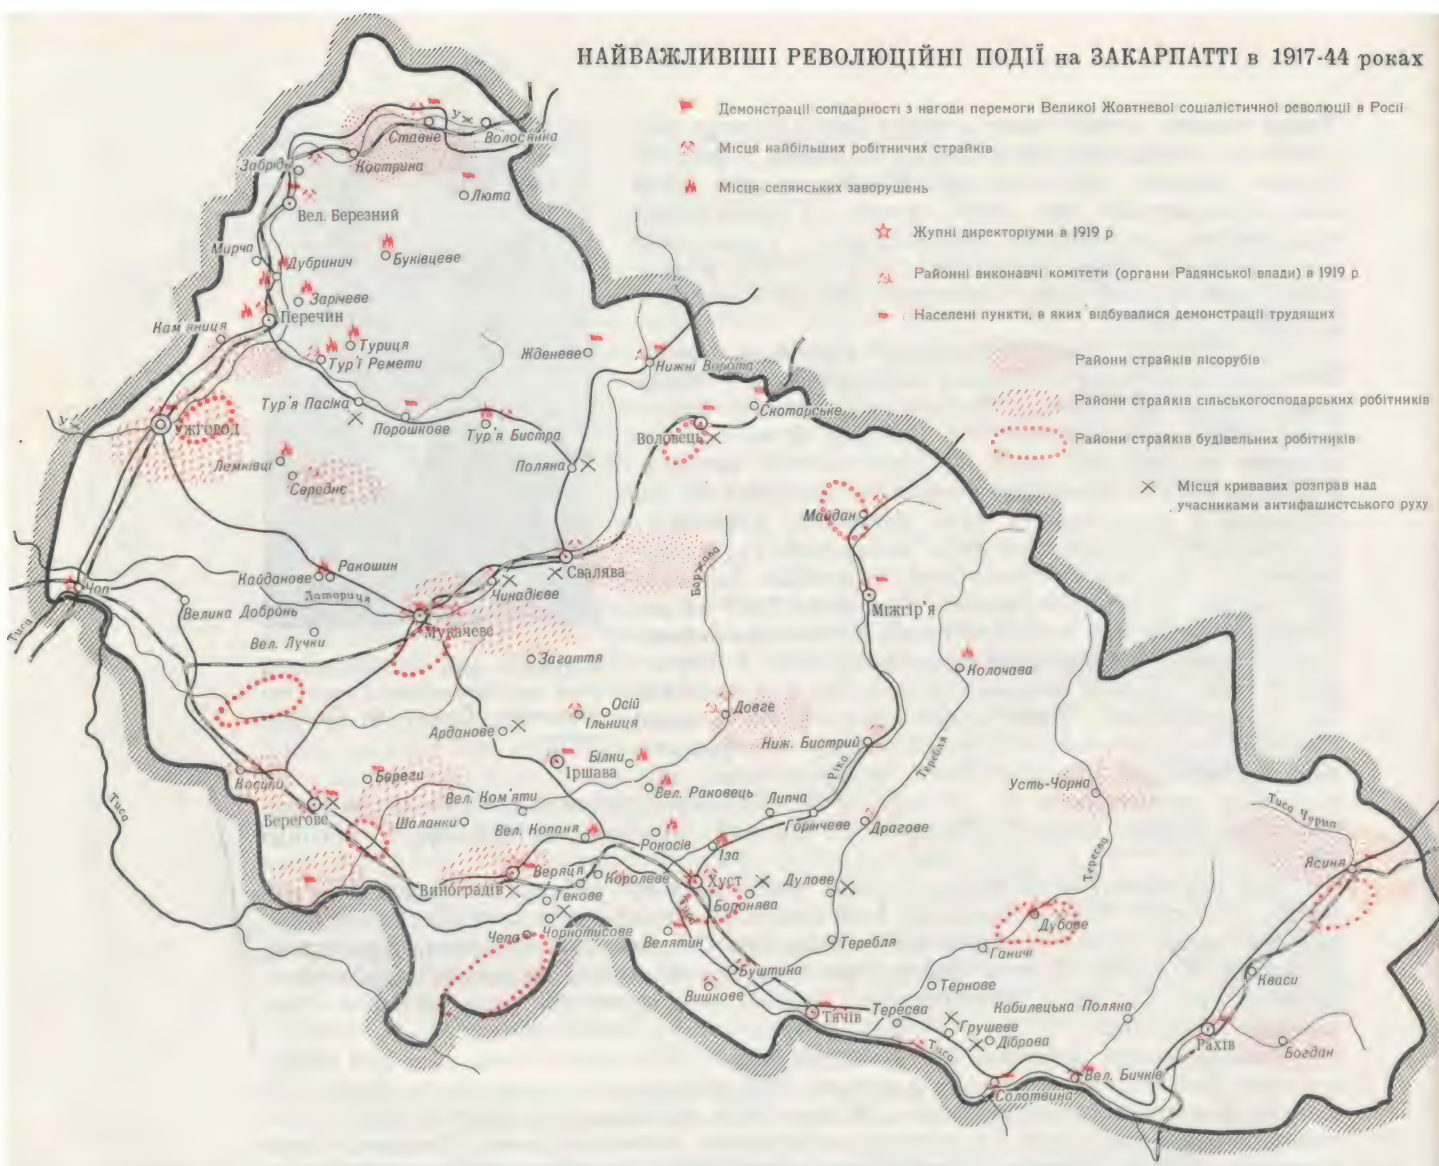 НАЙВАЖЛИВІШІ РЕВОЛЮЦІЙНІ ПОДІЇ на ЗАКАРПАТТІ в 1917-44 роках
Демонстрації солідарності з нагоди перемоги Великої Жовтневої соціалістичної революції в Росії
Місця найбільших робітничих страйків
Місця селянських заворушень
Жупні директоріуми в 1919 р
Районні виконавчі комітети (органи Радянської влади) в 1919 р
Населені пункти, в яких відбувалися демонстрації трудящих
Райони страйків лісорубів
Райони страйків сільськогосподарських робітників
Райони страйків будівельних робітників
Місця кривавих розправ над
учасниками антифашистського руху
Уж
Ставне
Волосянка
Забрідь
Кострина
Люта
Вел. Березний
Мирча
Буківцеве
Дубринич
Зарічеве
Перечин
Кам'яниця
Туриця
Тур'ї Ремети
Жденеве
Нижні Ворота
Тур'я Пасіка
Порошкове
Тур'я Бистра
Скотарське
Уж
Ужгород
Воловець
Лемківці
Середнє
Поляна
Майдан
Ракошин
Кайданове
Свалява
Чоп
Латориця
Чинадієве
Боржава
Міжгір'я
Велика Добронь
Мукачеве
Тиса
Вел. Лучки
Загаття
Колочава
Осій
Ільниця
Довге
Арданове
Ниж. Бистрий
Білки
Іршава
Ріка
Теребля
Косини
Береги
Вел. Раковець
Усть-Чорна
Тиса
Берегове
Вел. Ком'яти
Липча
Тиса Чорна
Шаланки
Горінчеве
Драгове
Вел. Копаня
Рокосів
Іза
Тересва
Ясіня
Веряця
Виноградів
Королеве
Хуст
Дулове
Текове
Боронява
Ріка
Дубове
Чорнотисове
Чепа
Велятин
Теребля
Ганичі
Буштина
Кваси
Вишкове
Тернове
Кобилецька Поляна
Тячів
Тересва
Грушеве
Діброва
Рахів
Тиса
Богдан
Вел. Бичків
Солотвина